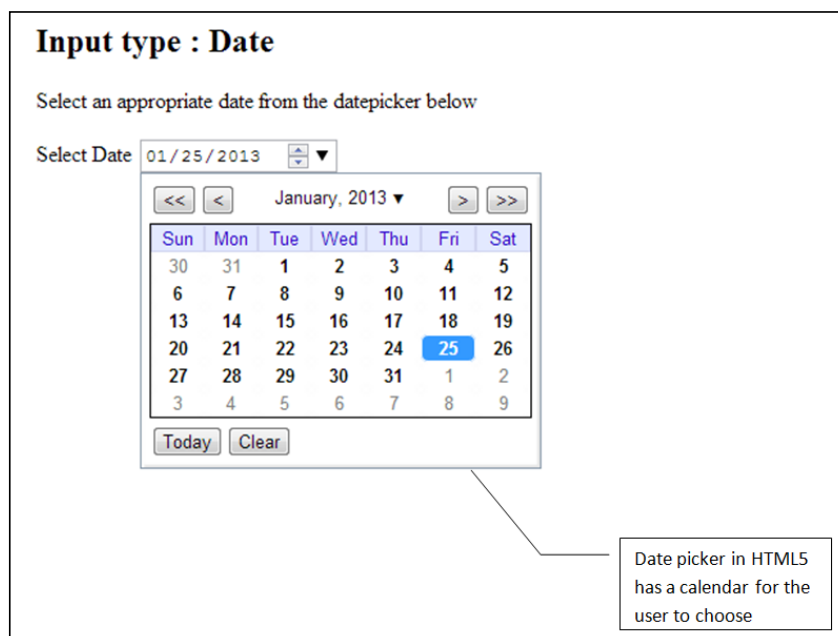 Input type : Date
Select an appropriate date from the datepicker below
Select Date 01/25/2013 ▼
<< < January, 2013 ▼ > >>
Sun Mon Tue Wed Thu Fri Sat
30 31 1 2 3 4 5
6 7 8 9 10 11 12
13 14 15 16 17 18 19
20 21 22 23 24 25 26
27 28 29 30 31 1 2
3 4 5 6 7 8 9
Today Clear
Date picker in HTML5
has a calendar for the
user to choose